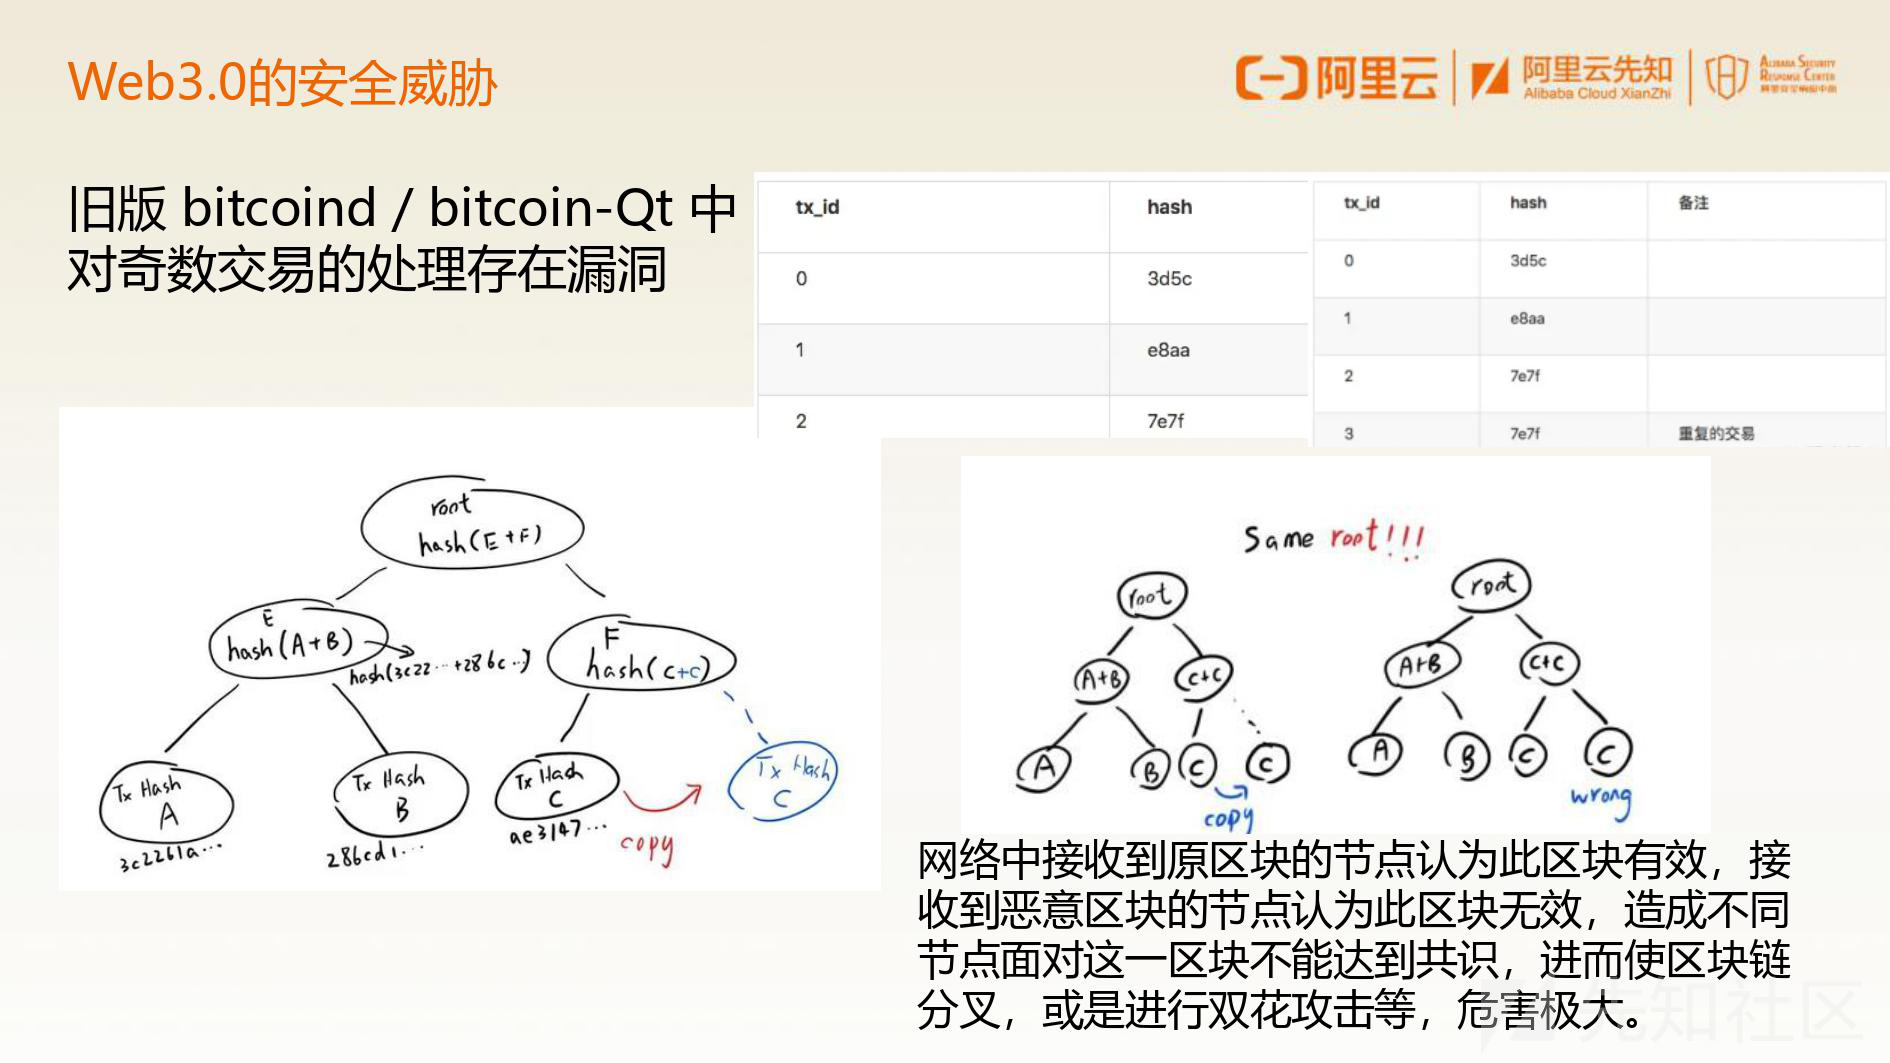 Web3.0的安全威胁
阿里云
阿里云先知
Alibaba Cloud XianZhi
ALIBABA SECURITY
RESPONSE CENTER
旧版 bitcoind / bitcoin-Qt 中
对奇数交易的处理存在漏洞
tx_id hash
0 3d5c
1 e8aa
2 7e7f
tx_id hash 备注
0 3d5c
1 e8aa
2 7e7f
3 7e7f 重复的交易
root
hash(E+F)
E
hash(A+B)
hash(3c22...+286c..)
F
hash(c+c)
Tx Hash
A
3c2261a...
Tx Hash
B
286cd1...
Tx Hash
C
ae3147...
copy
Tx Hash
C
Same root!!!
root
A+B c+c
A B C C
copy
root
A+B c+c
A B C C
wrong
网络中接收到原区块的节点认为此区块有效，接
收到恶意区块的节点认为此区块无效，造成不同
节点面对这一区块不能达到共识，进而使区块链
分叉，或是进行双花攻击等，危害极大。
先知社区